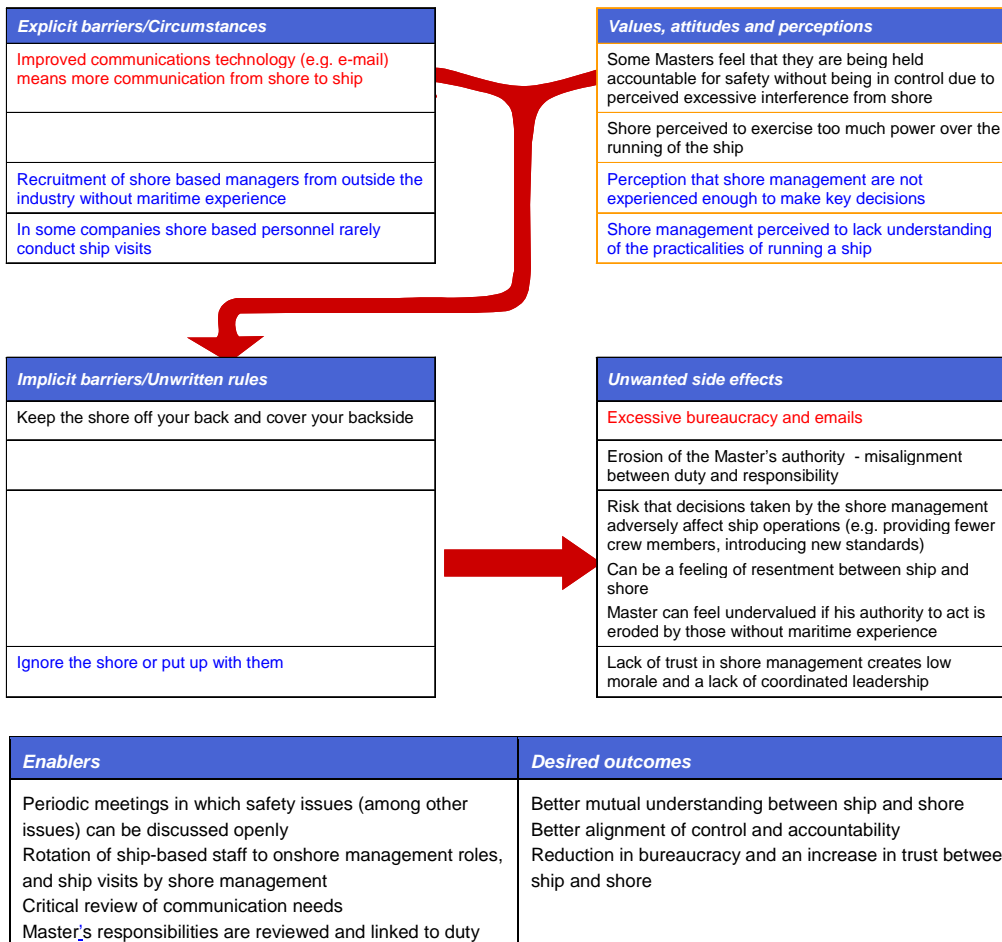 Explicit barriers/Circumstances
Improved communications technology (e.g. e-mail)
means more communication from shore to ship
Recruitment of shore based managers from outside the
industry without maritime experience
In some companies shore based personnel rarely
conduct ship visits
Values, attitudes and perceptions
Some Masters feel that they are being held
accountable for safety without being in control due to
perceived excessive interference from shore
Shore perceived to exercise too much power over the
running of the ship
Perception that shore management are not
experienced enough to make key decisions
Shore management perceived to lack understanding
of the practicalities of running a ship
Implicit barriers/Unwritten rules
Keep the shore off your back and cover your backside
Ignore the shore or put up with them
Unwanted side effects
Excessive bureaucracy and emails
Erosion of the Master's authority - misalignment
between duty and responsibility
Risk that decisions taken by the shore management
adversely affect ship operations (e.g. providing fewer
crew members, introducing new standards)
Can be a feeling of resentment between ship and
shore
Master can feel undervalued if his authority to act is
eroded by those without maritime experience
Lack of trust in shore management creates low
morale and a lack of coordinated leadership
Enablers
Periodic meetings in which safety issues (among other
issues) can be discussed openly
Rotation of ship-based staff to onshore management roles,
and ship visits by shore management
Critical review of communication needs
Master's responsibilities are reviewed and linked to duty
Desired outcomes
Better mutual understanding between ship and shore
Better alignment of control and accountability
Reduction in bureaucracy and an increase in trust betwee
ship and shore